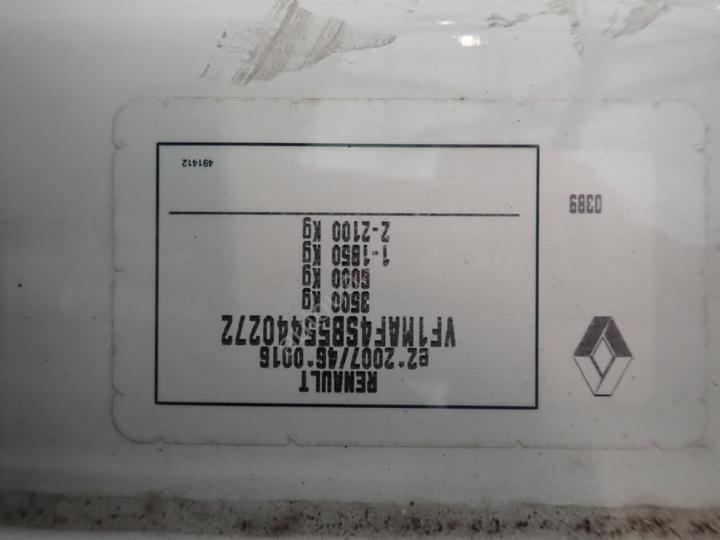 RENAULT
e2*2007/46*0016
VF1MAF4SB55440272
3500 Kg
6000 Kg
1-1850 Kg
2-2100 Kg
491412
0389